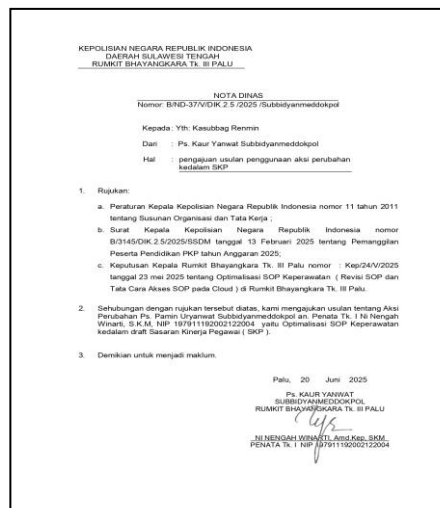 KEPOLISIAN NEGARA REPUBLIK INDONESIA
DAERAH SULAWESI TENGAH
RUMKIT BHAYANGKARA Tk. III PALU
NOTA DINAS
Nomor: B/ND-37/V/DIK.2.5 /2025 /Subbidyanmeddokpol
Kepada : Yth: Kasubbag Renmin
Dari : Ps. Kaur Yanwat Subbidyanmeddokpol
Hal : pengajuan usulan penggunaan aksi perubahan
kedalam SKP
1. Rujukan:
a. Peraturan Kepala Kepolisian Negara Republik Indonesia nomor 11 tahun 2011
tentang Susunan Organisasi dan Tata Kerja ;
b. Surat Kepala Kepolisian Negara Republik Indonesia nomor
B/3145/DIK.2.5/2025/SSDM tanggal 13 Februari 2025 tentang Pemanggilan
Peserta Pendidikan PKP tahun Anggaran 2025;
c. Keputusan Kepala Rumkit Bhayangkara Tk. III Palu nomor : Kep/24/V/2025
tanggal 23 mei 2025 tentang Optimalisasi SOP Keperawatan ( Revisi SOP dan
Tata Cara Akses SOP pada Cloud ) di Rumkit Bhayangkara Tk. III Palu.
2. Sehubungan dengan rujukan tersebut diatas, kami mengajukan usulan tentang Aksi
Perubahan Ps. Pamin Uryanwat Subbidyanmeddokpol an. Penata Tk. I Ni Nengah
Winarti, S.K.M, NIP 197911192002122004 yaitu Optimalisasi SOP Keperawatan
kedalam draft Sasaran Kinerja Pegawai ( SKP ).
3. Demikian untuk menjadi maklum.
Palu, 20 Juni 2025
Ps. KAUR YANWAT
SUBBIDYANMEDDOKPOL
RUMKIT BHAYANGKARA Tk. III PALU
NI NENGAH WINARTI, Amd.Kep, SKM
PENATA Tk. I NIP 197911192002122004